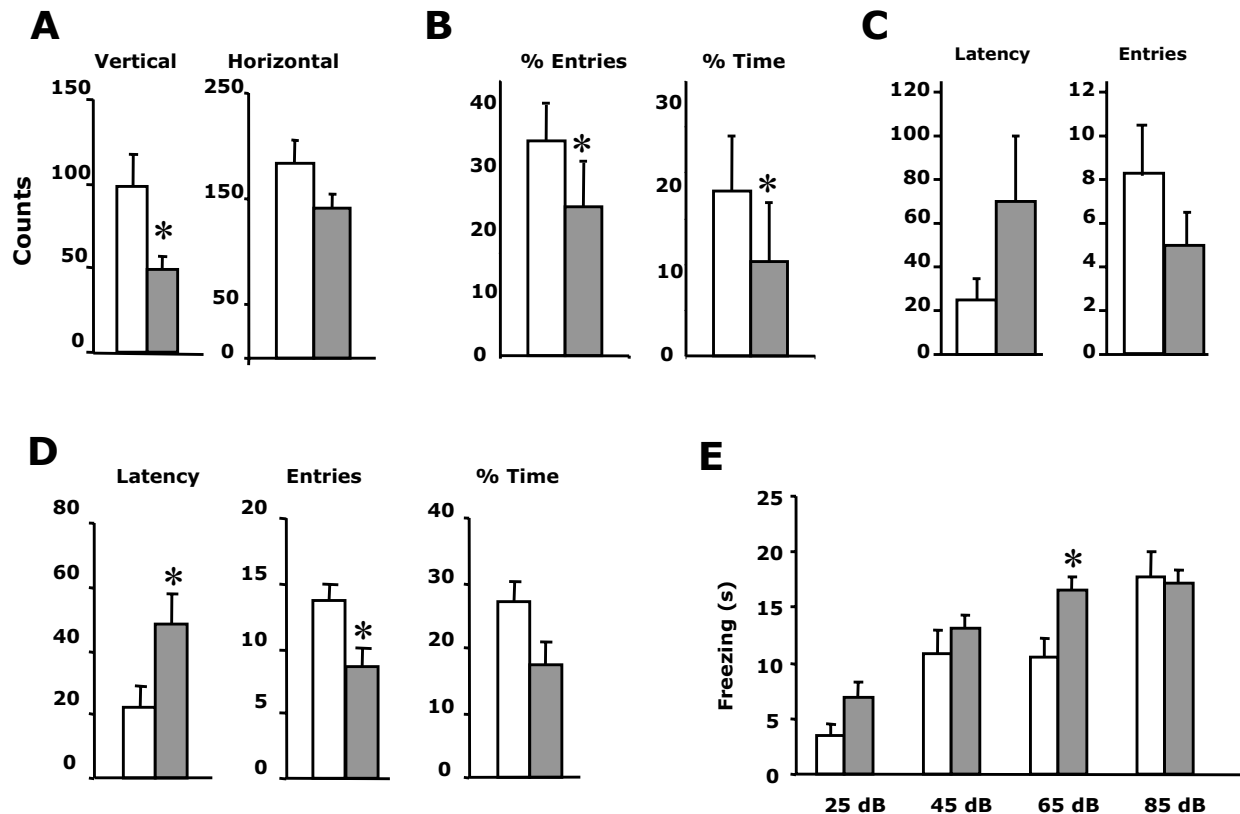 A
Vertical
Horizontal
Counts
150
100
50
0
*
250
150
50
0
B
% Entries
% Time
40
30
20
10
0
*
30
20
10
0
*
C
Latency
Entries
120
100
80
60
40
20
0
12
10
8
6
4
2
0
D
Latency
Entries
% Time
80
60
40
20
0
*
20
15
10
5
0
*
40
30
20
10
0
E
Freezing (s)
25
20
15
10
5
0
*
25 dB
45 dB
65 dB
85 dB